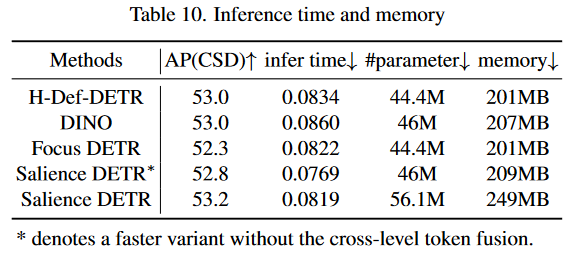 Table 10. Inference time and memory
Methods AP(CSD)↑ infer time↓ #parameter↓ memory↓
H-Def-DETR 53.0 0.0834 44.4M 201MB
DINO 53.0 0.0860 46M 207MB
Focus DETR 52.3 0.0822 44.4M 201MB
Salience DETR* 52.8 0.0769 46M 209MB
Salience DETR 53.2 0.0819 56.1M 249MB
* denotes a faster variant without the cross-level token fusion.